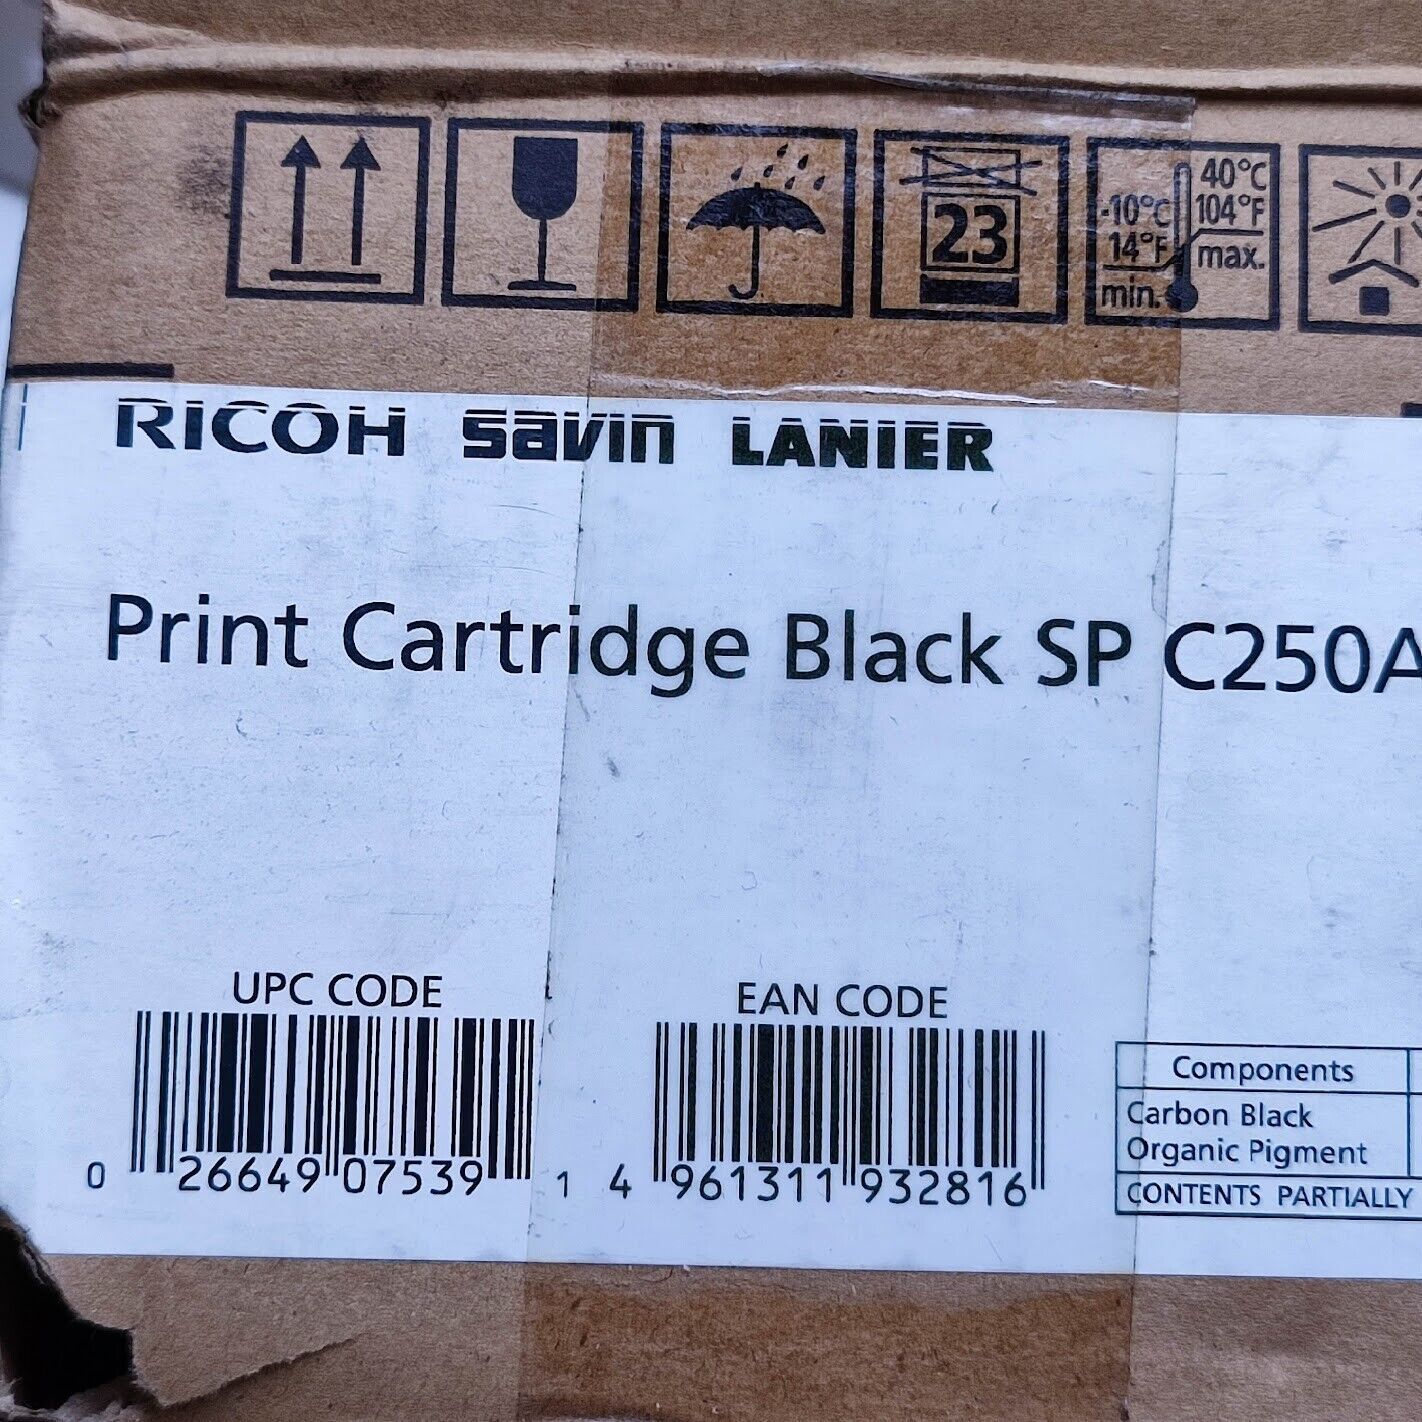 23
-10°C
14°F
min.
40°C
104°F
max.
RICOH savin LANIER
Print Cartridge Black SP C250A
UPC CODE
0 26649 07539 1
EAN CODE
4 961311 932816
Components
Carbon Black
Organic Pigment
CONTENTS PARTIALLY